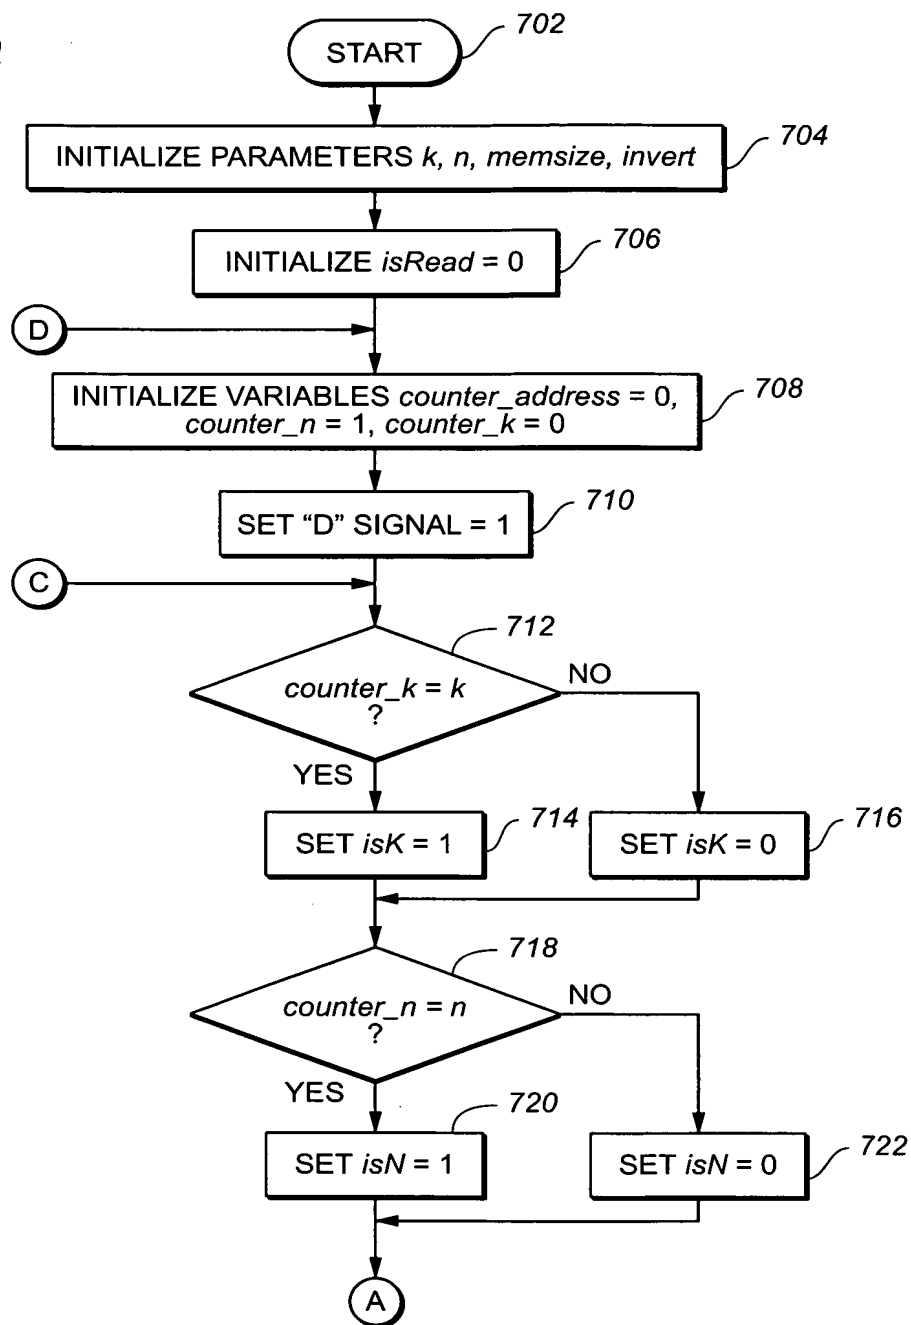 START
702
INITIALIZE PARAMETERS k, n, memsize, invert
704
INITIALIZE isRead = 0
706
D
INITIALIZE VARIABLES counter_address = 0,
counter_n = 1, counter_k = 0
708
SET “D” SIGNAL = 1
710
C
712
counter_k = k
?
NO
YES
SET isK = 1
714
SET isK = 0
716
718
counter_n = n
?
NO
YES
SET isN = 1
720
SET isN = 0
722
A